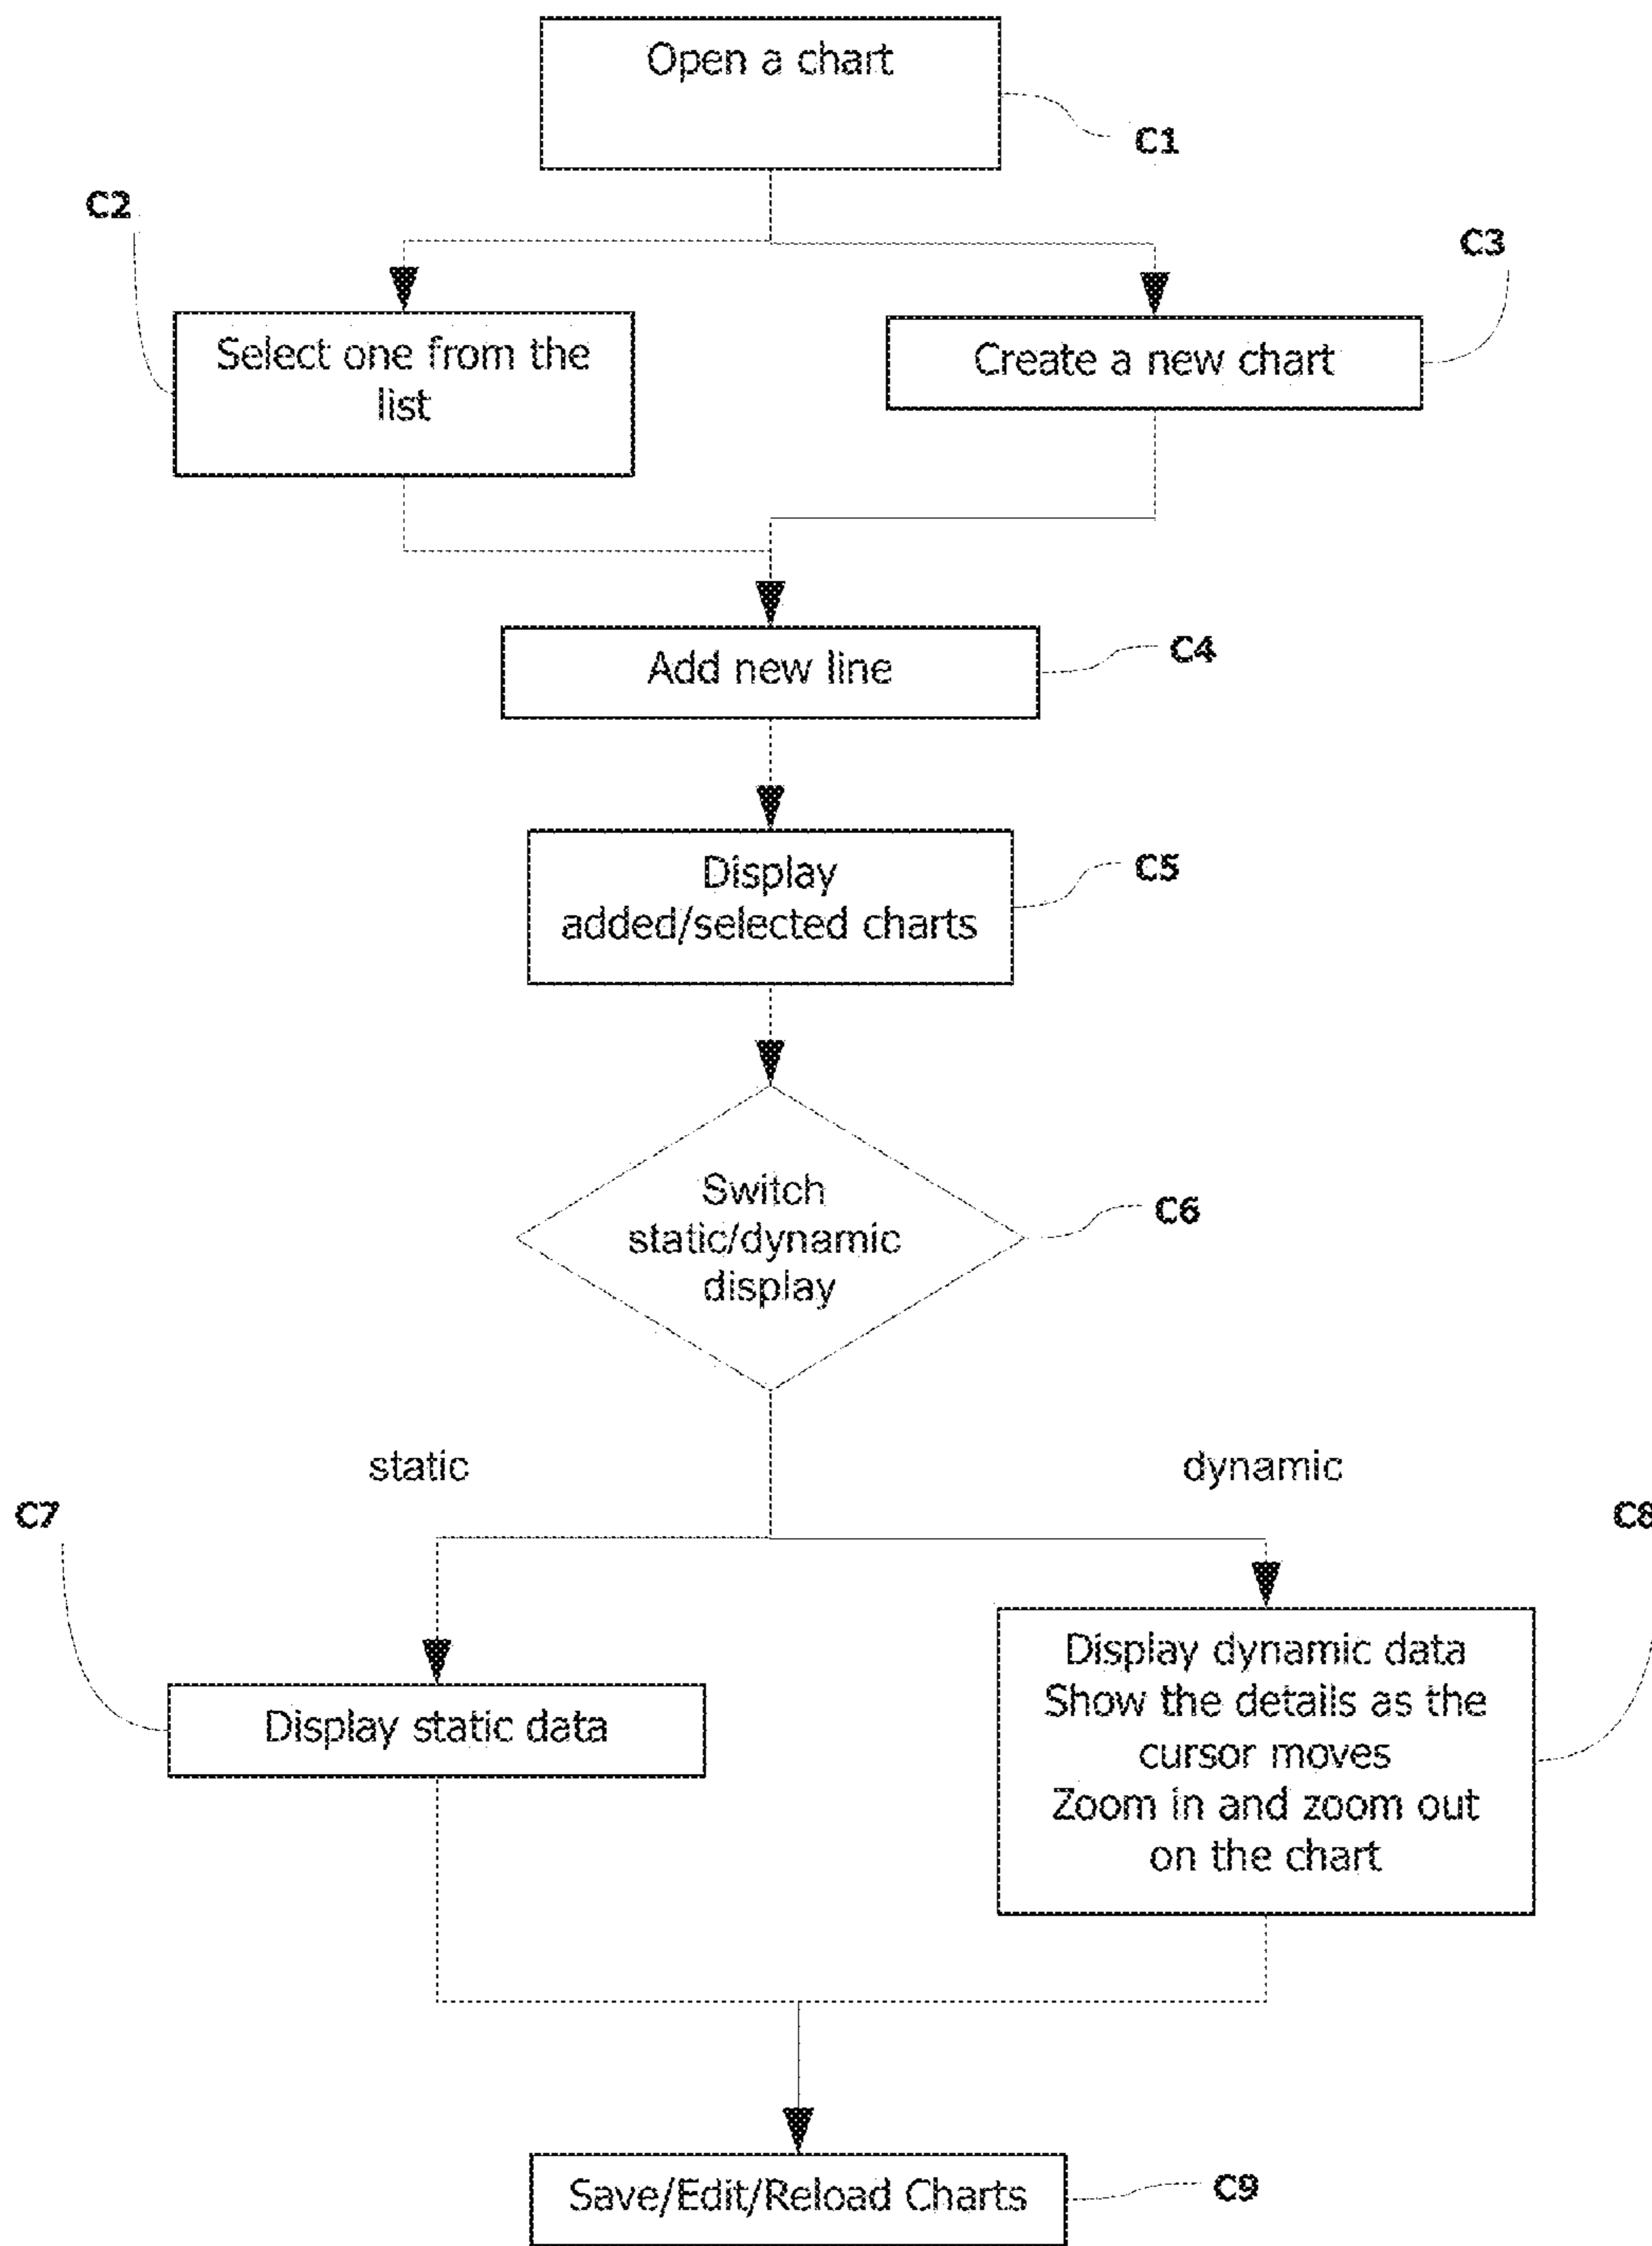 Open a chart
C1
C2
C3
Select one from the
list
Create a new chart
Add new line
C4
Display
added/selected charts
C5
Switch
static/dynamic
display
C6
static
dynamic
C7
C8
Display static data
Display dynamic data
Show the details as the
cursor moves
Zoom in and zoom out
on the chart
Save/Edit/Reload Charts
C9